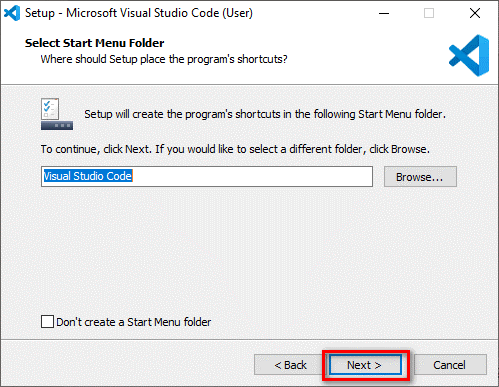 Setup - Microsoft Visual Studio Code (User)
Select Start Menu Folder
Where should Setup place the program's shortcuts?
Setup will create the program's shortcuts in the following Start Menu folder.
To continue, click Next. If you would like to select a different folder, click Browse.
Visual Studio Code
Browse...
Don't create a Start Menu folder
< Back
Next >
Cancel